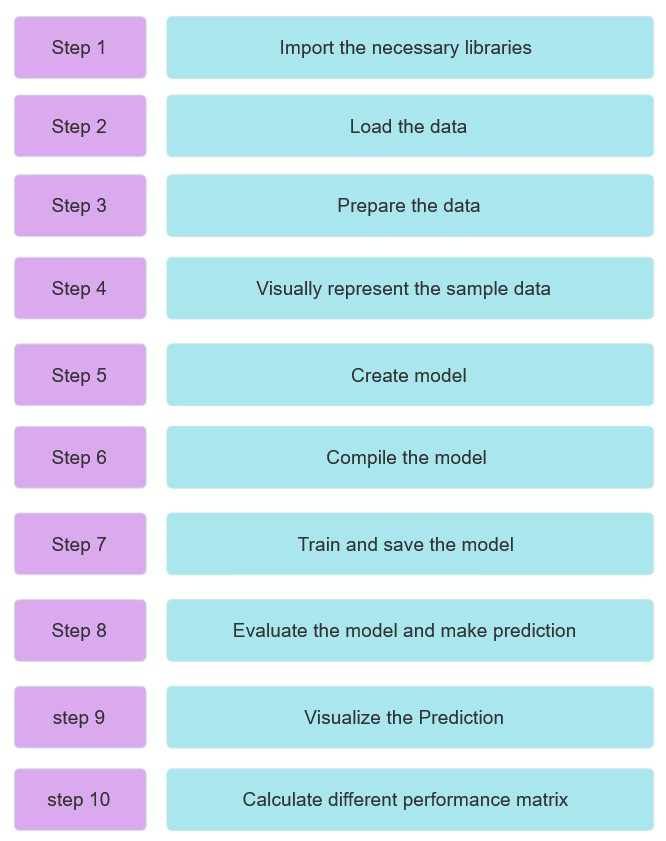 Step 1 Import the necessary libraries
Step 2 Load the data
Step 3 Prepare the data
Step 4 Visually represent the sample data
Step 5 Create model
Step 6 Compile the model
Step 7 Train and save the model
Step 8 Evaluate the model and make prediction
step 9 Visualize the Prediction
step 10 Calculate different performance matrix